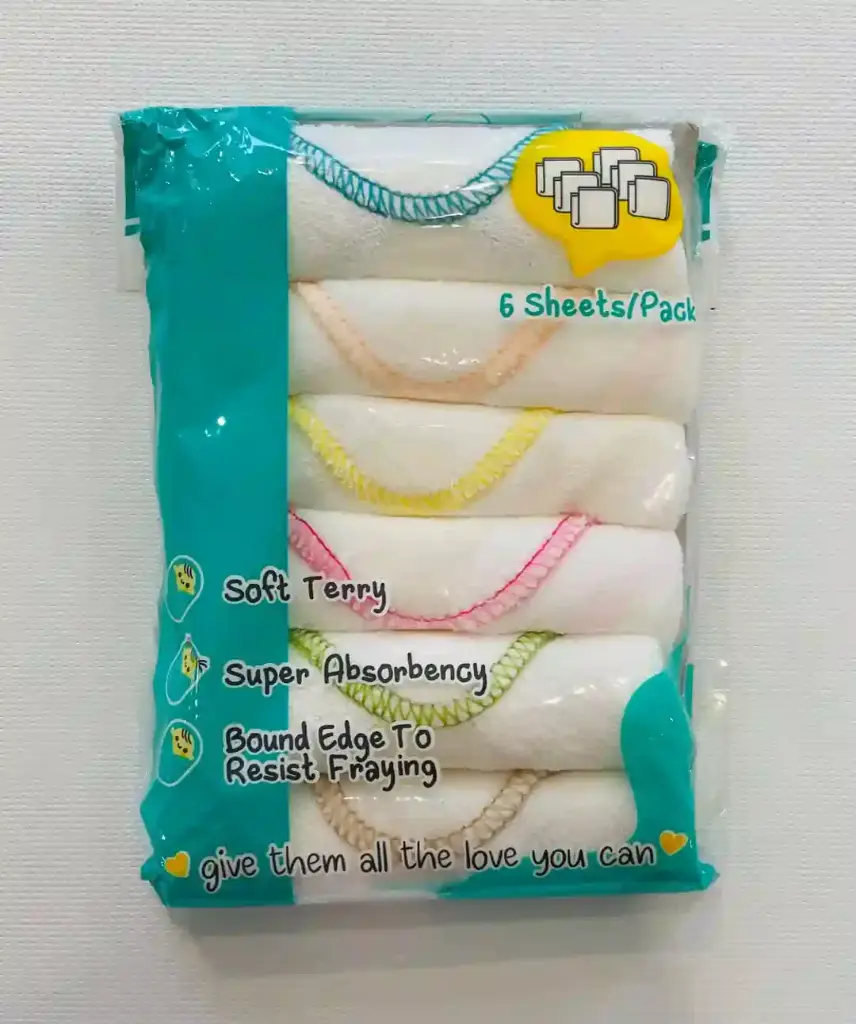 6 Sheets/Pack
Soft Terry
Super Absorbency
Bound Edge To
Resist Fraying
give them all the love you can